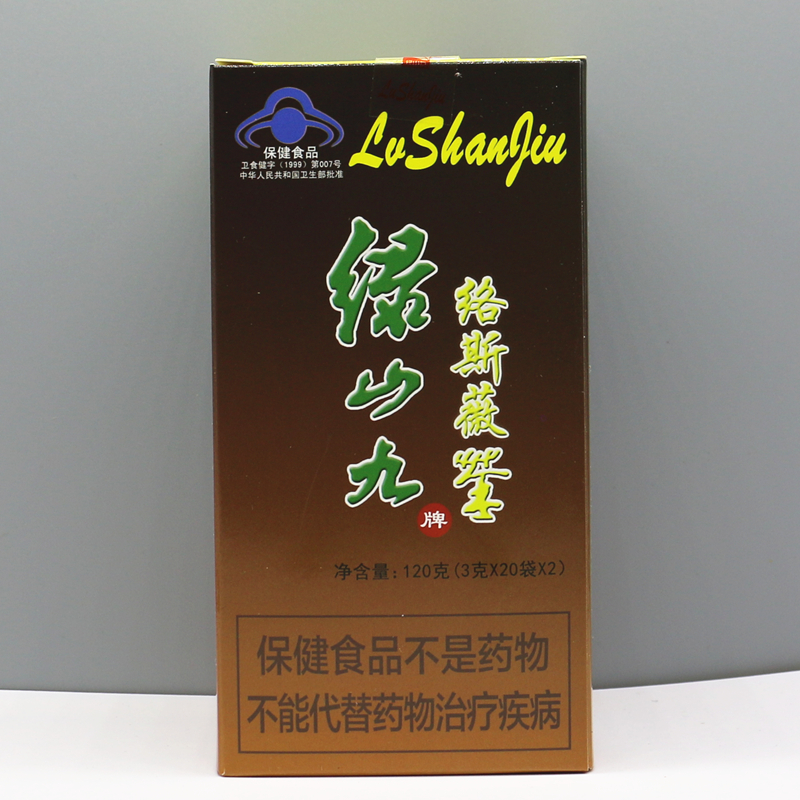 保健食品
卫食健字（1999）第007号
中华人民共和国卫生部批准
LvShanJiu
绿山九
牌
络斯薇莹
净含量：120克(3克X20袋X2)
保健食品不是药物
不能代替药物治疗疾病